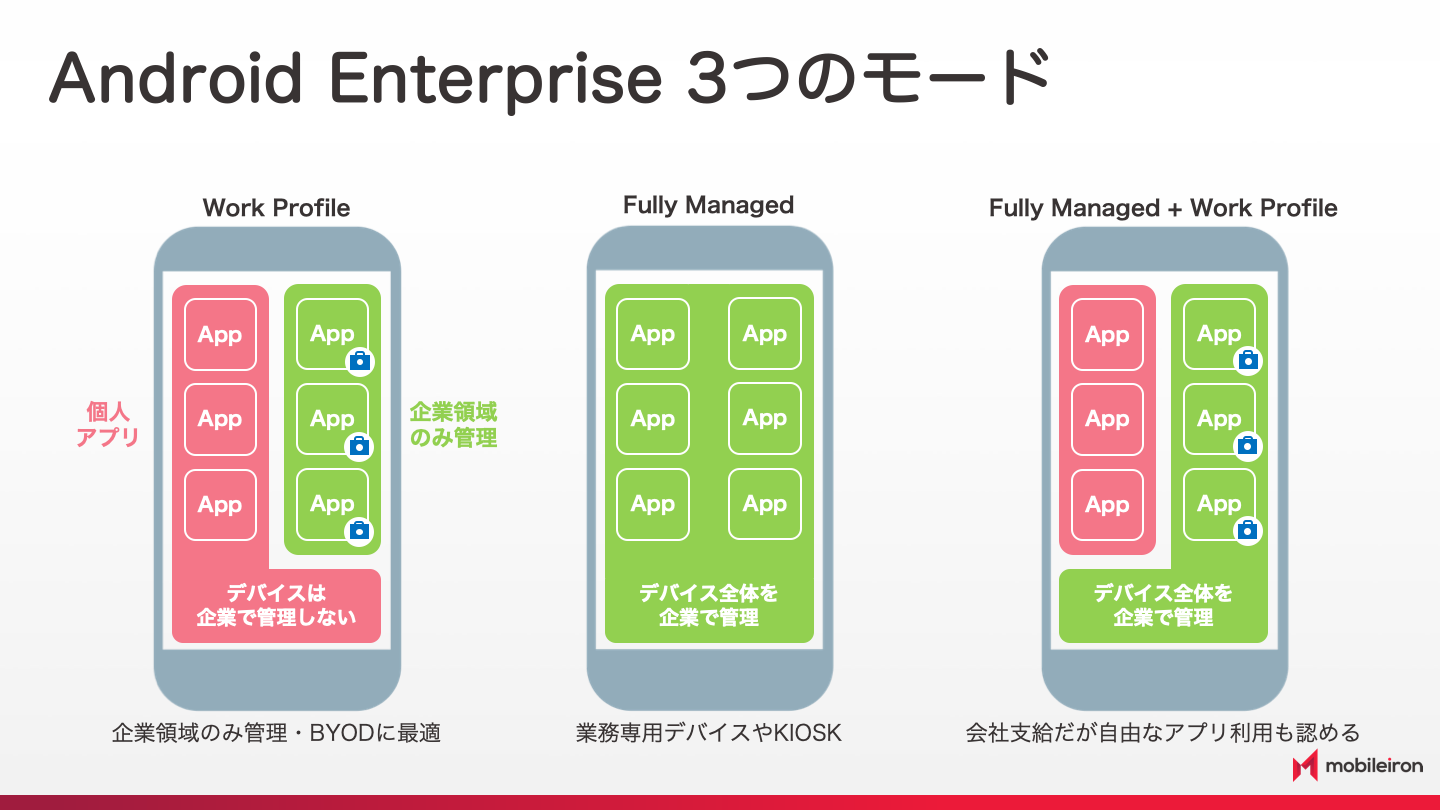 Android Enterprise 3つのモード
Work Profile
App
App
App
App
App
App
個人
アプリ
企業領域
のみ管理
デバイスは
企業で管理しない
企業領域のみ管理・BYODに最適
Fully Managed
App
App
App
App
App
App
デバイス全体を
企業で管理
業務専用デバイスやKIOSK
Fully Managed + Work Profile
App
App
App
App
App
App
デバイス全体を
企業で管理
会社支給だが自由なアプリ利用も認める
mobileiron